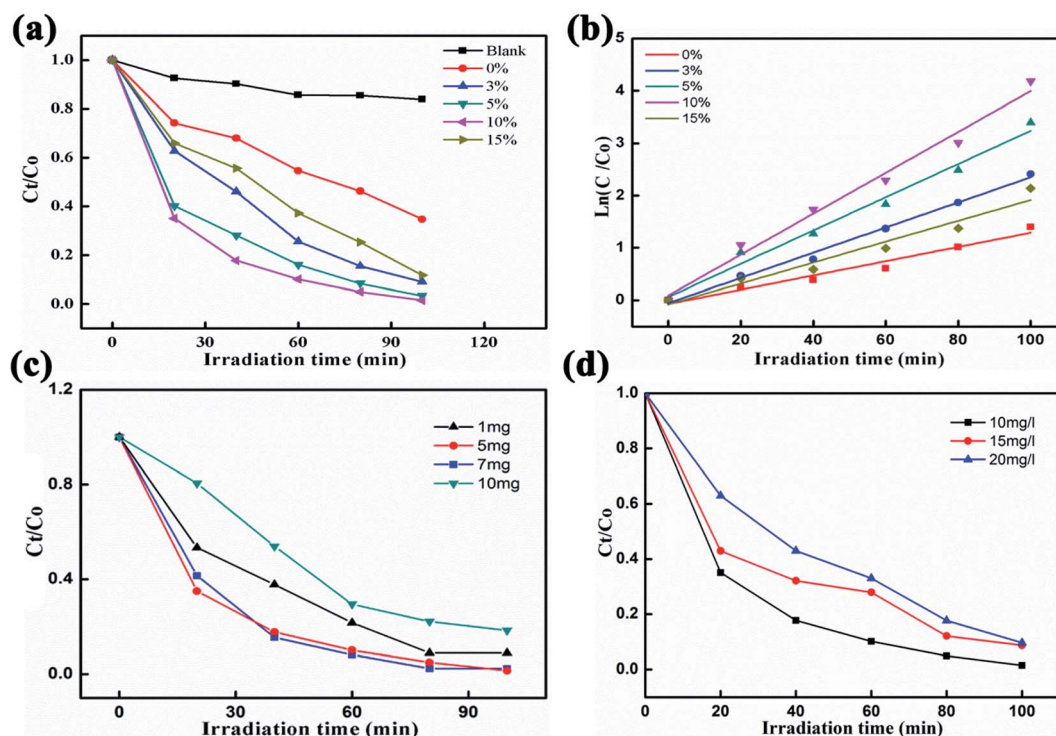 (a)
Ct/Co
1.0
0.8
0.6
0.4
0.2
0.0
Blank
0%
3%
5%
10%
15%
0 30 60 90 120
Irradiation time (min)
(b)
Ln(C /Co)
5
4
3
2
1
0
0%
3%
5%
10%
15%
0 20 40 60 80 100
Irradiation time (min)
(c)
Ct/Co
1.2
0.8
0.4
0.0
1mg
5mg
7mg
10mg
0 30 60 90
Irradiation time (min)
(d)
Ct/Co
1.0
0.8
0.6
0.4
0.2
0.0
10mg/l
15mg/l
20mg/l
0 20 40 60 80 100
Irradiation time (min)